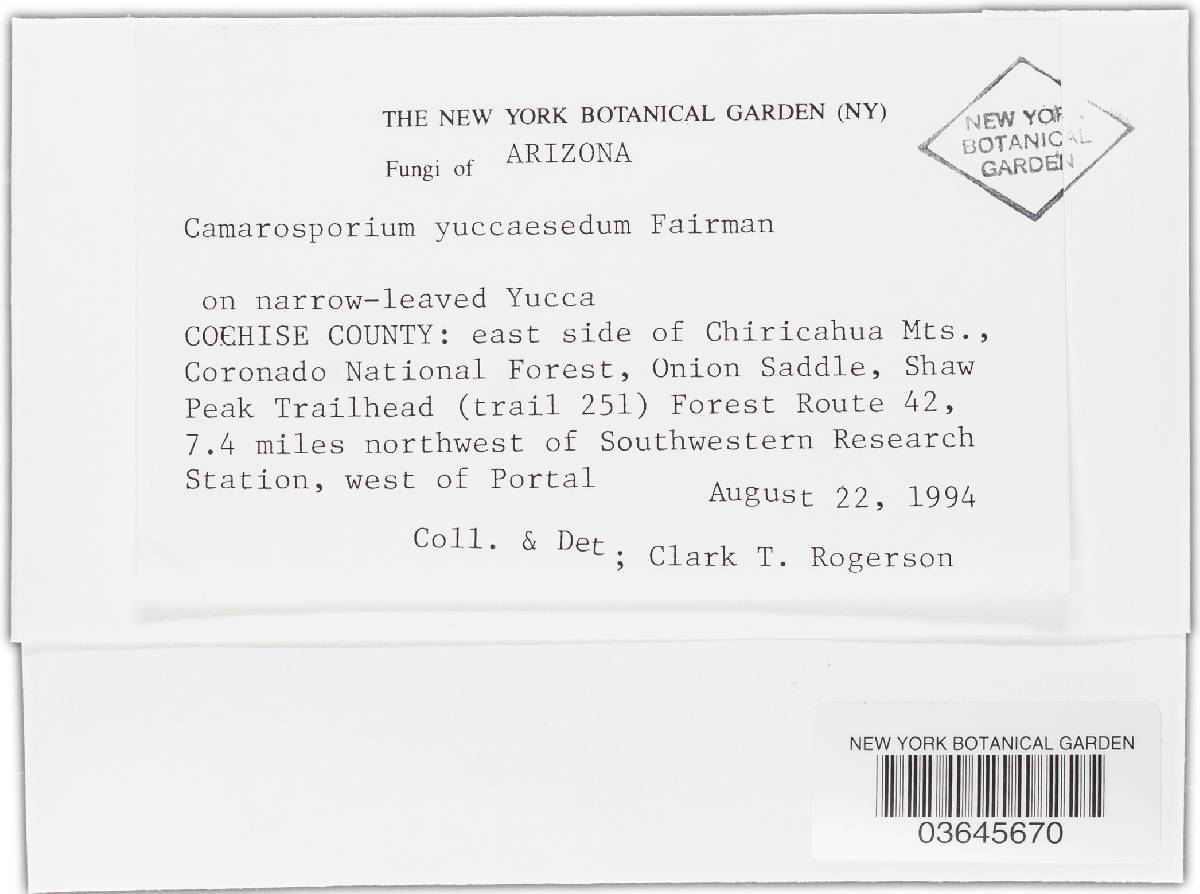 THE NEW YORK BOTANICAL GARDEN (NY)
Fungi of ARIZONA
NEW YORK
BOTANICAL
GARDEN
Camarosporium yuccaesedum Fairman
on narrow-leaved Yucca
COCHISE COUNTY: east side of Chiricahua Mts.,
Coronado National Forest, Onion Saddle, Shaw
Peak Trailhead (trail 251) Forest Route 42,
7.4 miles northwest of Southwestern Research
Station, west of Portal
August 22, 1994
Coll. & Det; Clark T. Rogerson
NEW YORK BOTANICAL GARDEN
03645670